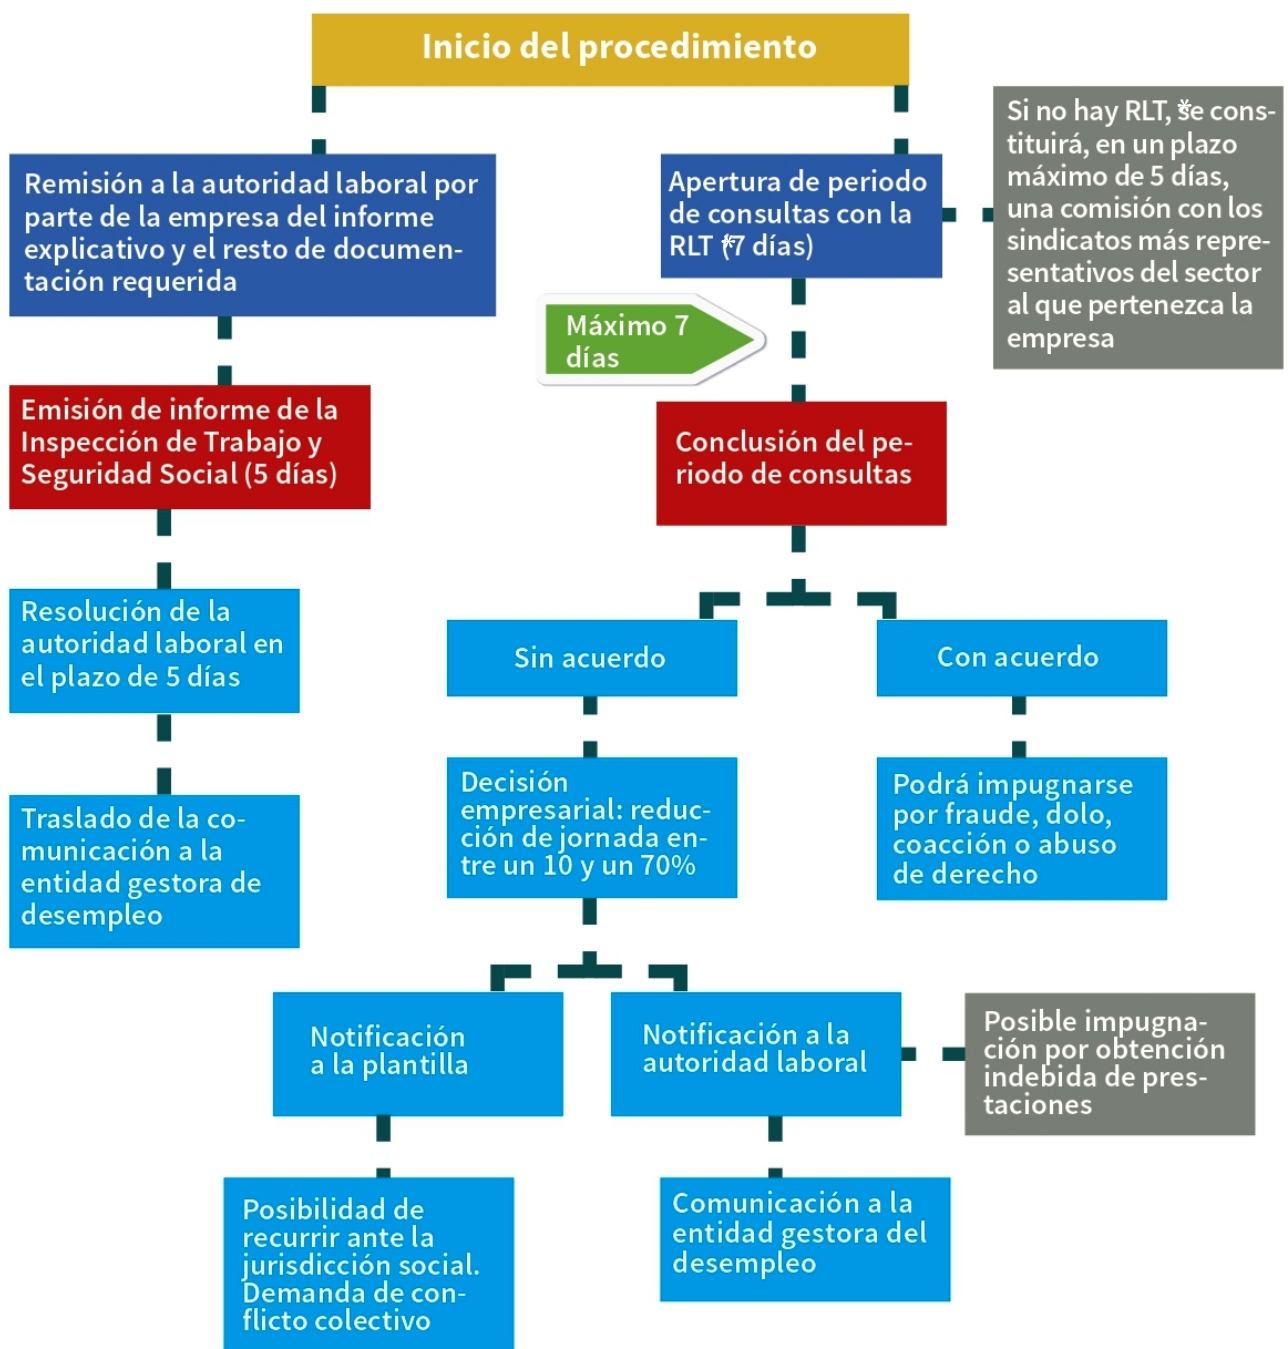 Inicio del procedimiento
Remisión a la autoridad laboral por
parte de la empresa del informe
explicativo y el resto de documen-
tación requerida
Apertura de periodo
de consultas con la
RLT (*7 días)
Si no hay RLT,* se cons-
tituirá, en un plazo
máximo de 5 días,
una comisión con los
sindicatos más repre-
sentativos del sector
al que pertenezca la
empresa
Máximo 7
días
Emisión de informe de la
Inspección de Trabajo y
Seguridad Social (5 días)
Conclusión del pe-
riodo de consultas
Resolución de la
autoridad laboral en
el plazo de 5 días
Sin acuerdo
Con acuerdo
Traslado de la co-
municación a la
entidad gestora de
desempleo
Decisión
empresarial: reduc-
ción de jornada en-
tre un 10 y un 70%
Podrá impugnarse
por fraude, dolo,
coacción o abuso
de derecho
Notificación
a la plantilla
Notificación a la
autoridad laboral
Posible impugna-
ción por obtención
indebida de pres-
taciones
Posibilidad de
recurrir ante la
jurisdicción social.
Demanda de con-
flicto colectivo
Comunicación a la
entidad gestora del
desempleo